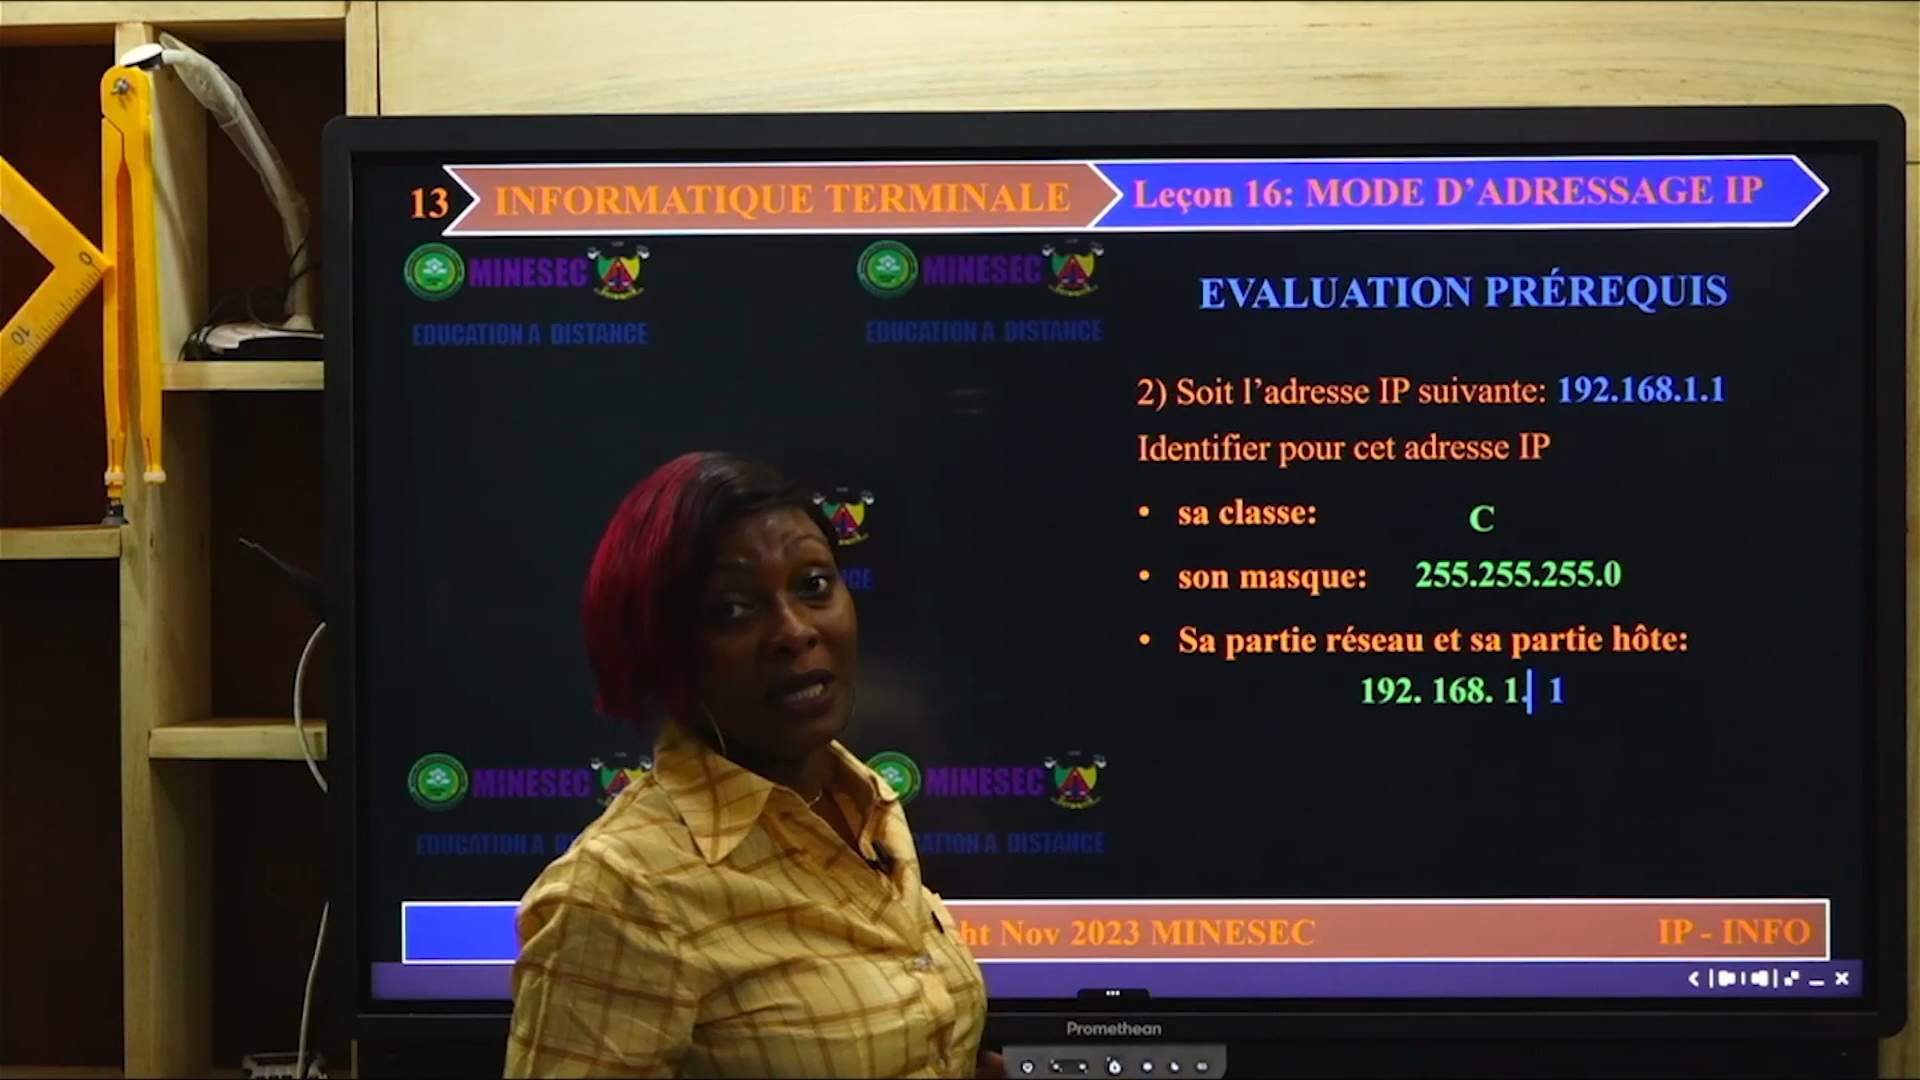 13 INFORMATIQUE TERMINALE Leçon 16: MODE D’ADRESSAGE IP
MINESEC MINESEC
EDUCATION A DISTANCE EDUCATION A DISTANCE
EVALUATION PRÉREQUIS
2) Soit l’adresse IP suivante: 192.168.1.1
Identifier pour cet adresse IP
• sa classe: C
• son masque: 255.255.255.0
• Sa partie réseau et sa partie hôte:
192. 168. 1.| 1
MINESEC MINESEC
EDUCATION A DISTANCE
Nov 2023 MINESEC IP - INFO
Promethean
0
10